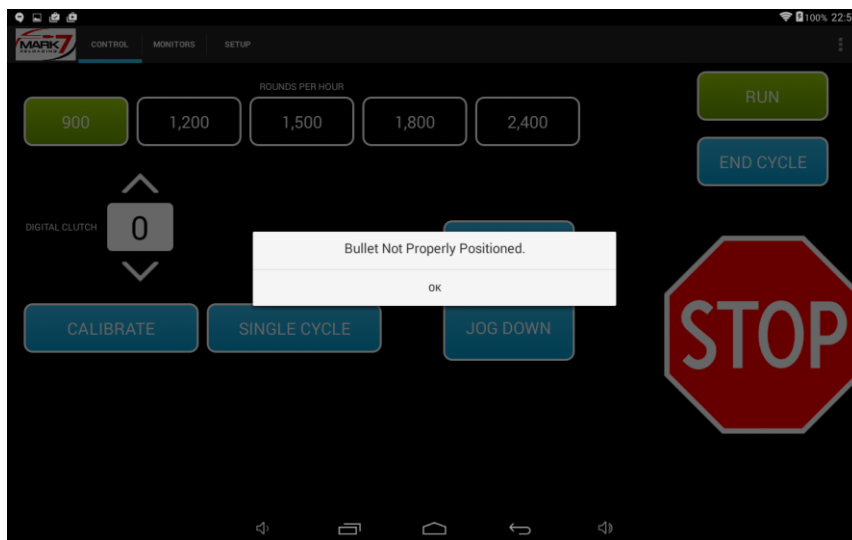 100% 22:5
MARK 7
RELOADING
CONTROL
MONITORS
SETUP
ROUNDS PER HOUR
900
1,200
1,500
1,800
2,400
RUN
END CYCLE
DIGITAL CLUTCH
0
Bullet Not Properly Positioned.
OK
CALIBRATE
SINGLE CYCLE
JOG DOWN
STOP